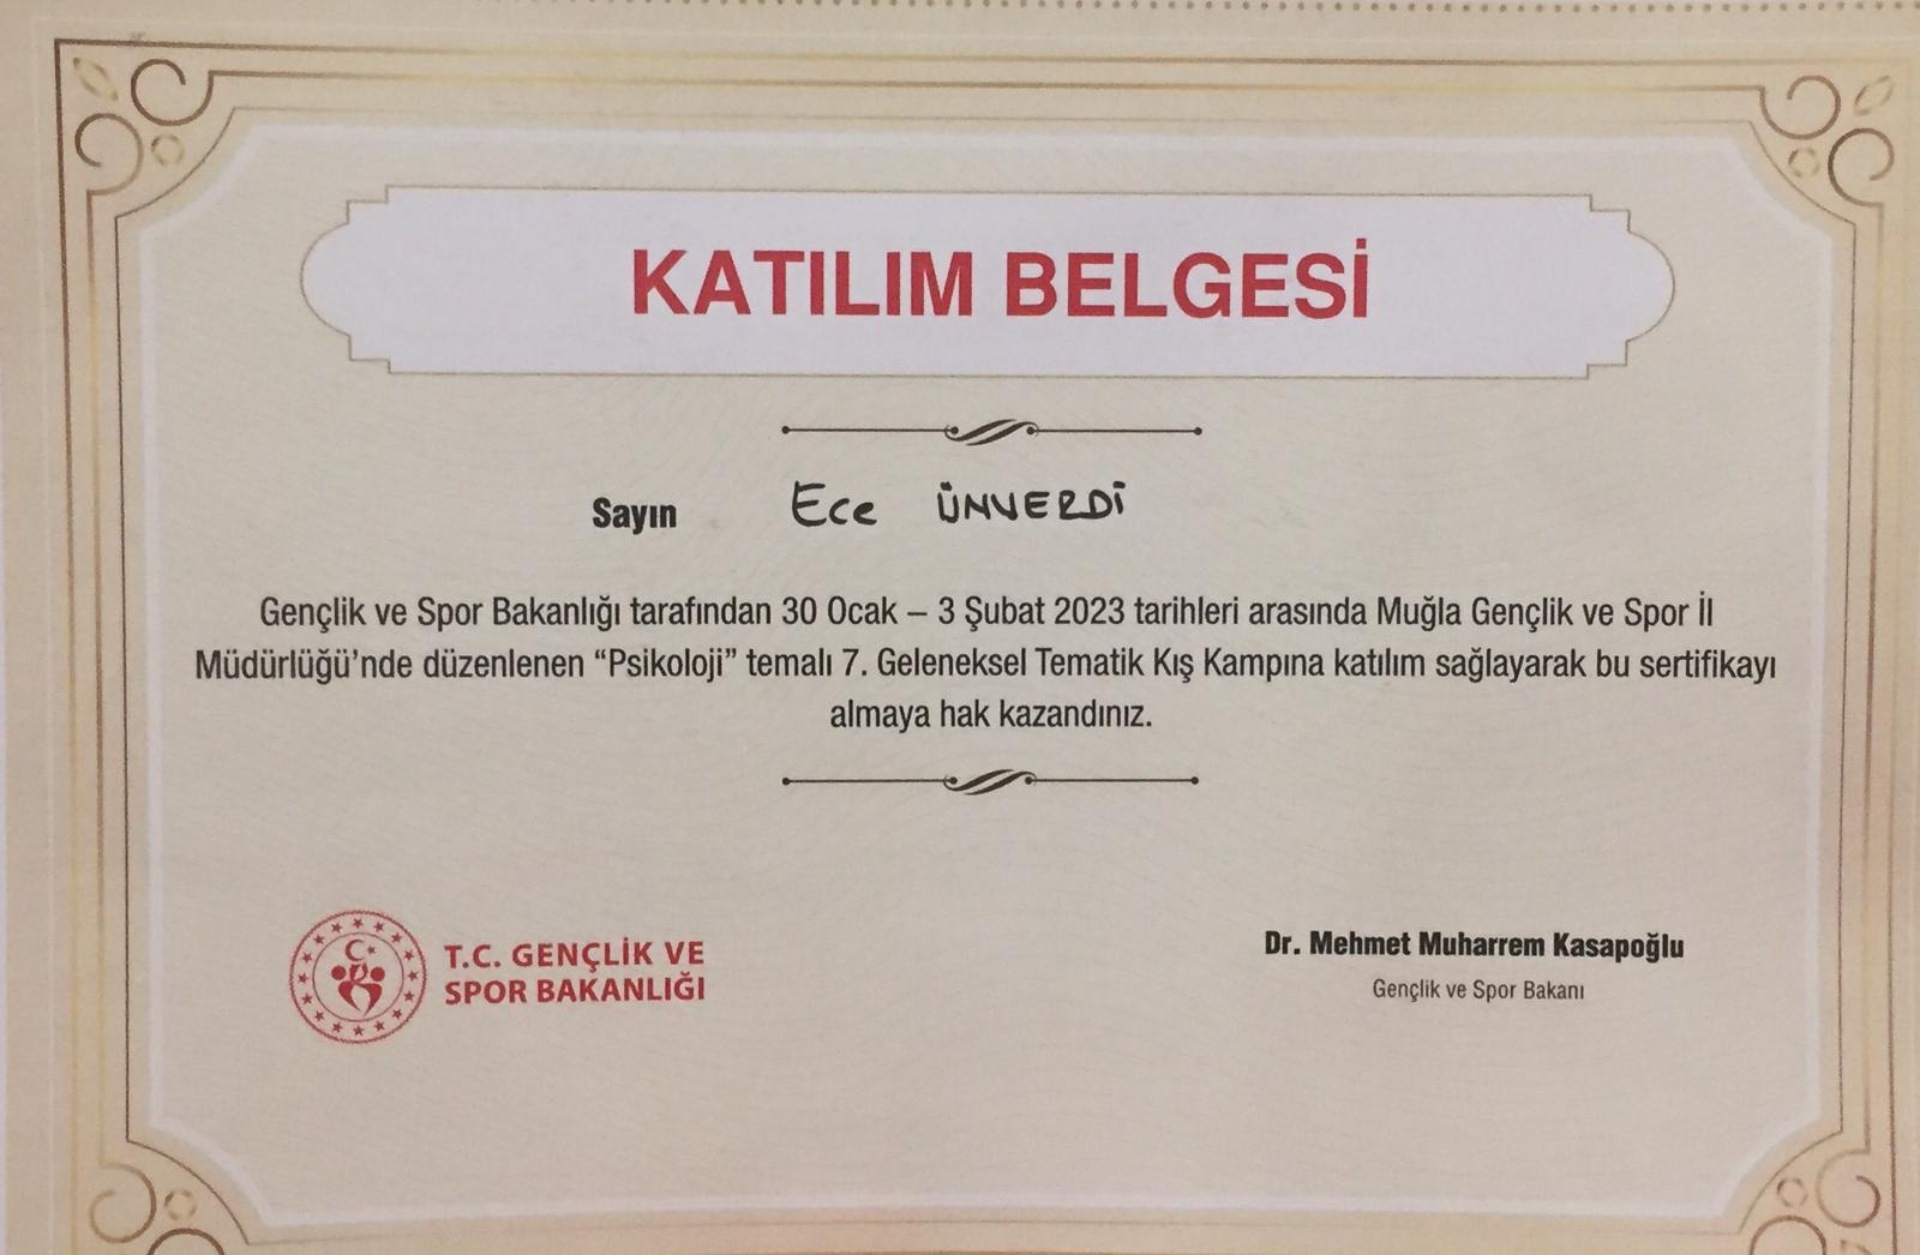 KATILIM BELGESİ
Sayın Ece ÜNVERDİ
Gençlik ve Spor Bakanlığı tarafından 30 Ocak – 3 Şubat 2023 tarihleri arasında Muğla Gençlik ve Spor İl
Müdürlüğü’nde düzenlenen “Psikoloji” temalı 7. Geleneksel Tematik Kış Kampına katılım sağlayarak bu sertifikayı
almaya hak kazandınız.
T.C. GENÇLİK VE
SPOR BAKANLIĞI
Dr. Mehmet Muharrem Kasapoğlu
Gençlik ve Spor Bakanı